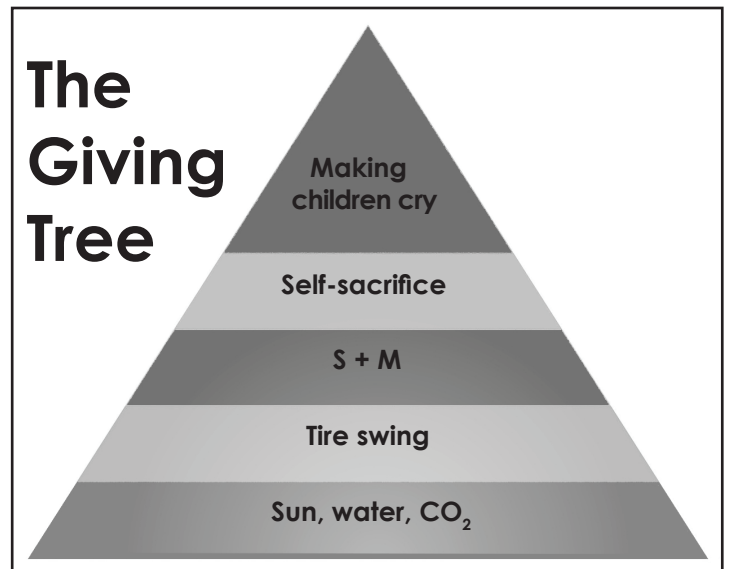 The
Giving
Tree
Making
children cry
Self-sacrifice
S + M
Tire swing
Sun, water, CO₂